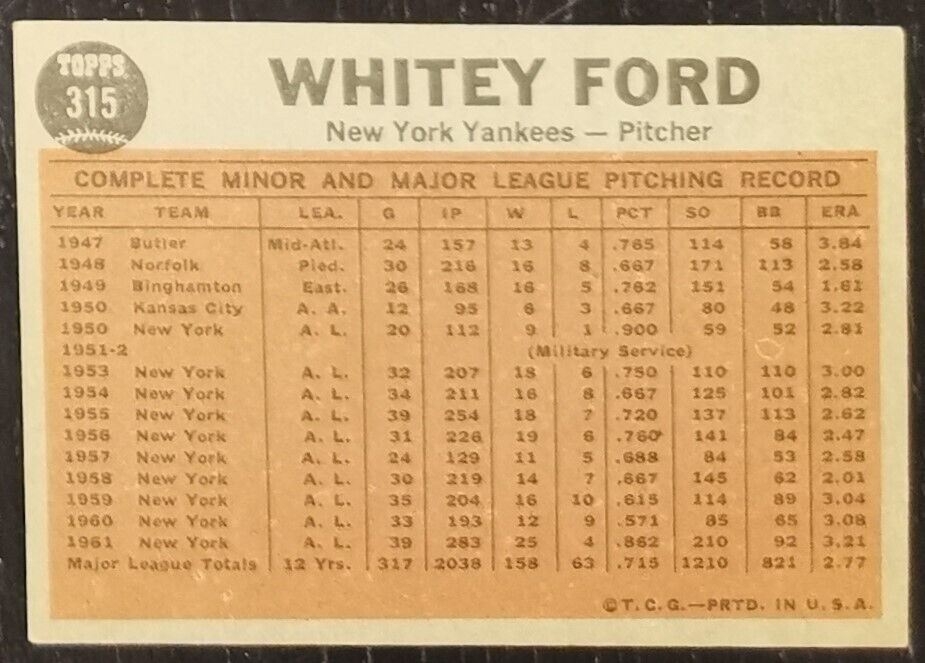 TOPPS
315
WHITEY FORD
New York Yankees — Pitcher
COMPLETE MINOR AND MAJOR LEAGUE PITCHING RECORD
YEAR TEAM LEA. G IP W L PCT SO BB ERA
1947 Butler Mid-Atl. 24 157 13 4 .765 114 58 3.84
1948 Norfolk Pied. 30 216 16 8 .667 171 113 2.58
1949 Binghamton East. 26 168 16 5 .762 151 54 1.61
1950 Kansas City A. A. 12 95 6 3 .667 80 48 3.22
1950 New York A. L. 20 112 9 1 .900 59 52 2.81
1951-2 (Military Service)
1953 New York A. L. 32 207 18 6 .750 110 110 3.00
1954 New York A. L. 34 211 16 8 .667 125 101 2.82
1955 New York A. L. 39 254 18 7 .720 137 113 2.62
1956 New York A. L. 31 226 19 6 .760 141 84 2.47
1957 New York A. L. 24 129 11 5 .688 84 53 2.58
1958 New York A. L. 30 219 14 7 .667 145 62 2.01
1959 New York A. L. 35 204 16 10 .615 114 89 3.04
1960 New York A. L. 33 193 12 9 .571 85 65 3.08
1961 New York A. L. 39 283 25 4 .862 210 92 3.21
Major League Totals 12 Yrs. 317 2038 158 63 .715 1210 821 2.77
©T.C.G.—PRTD. IN U.S.A.